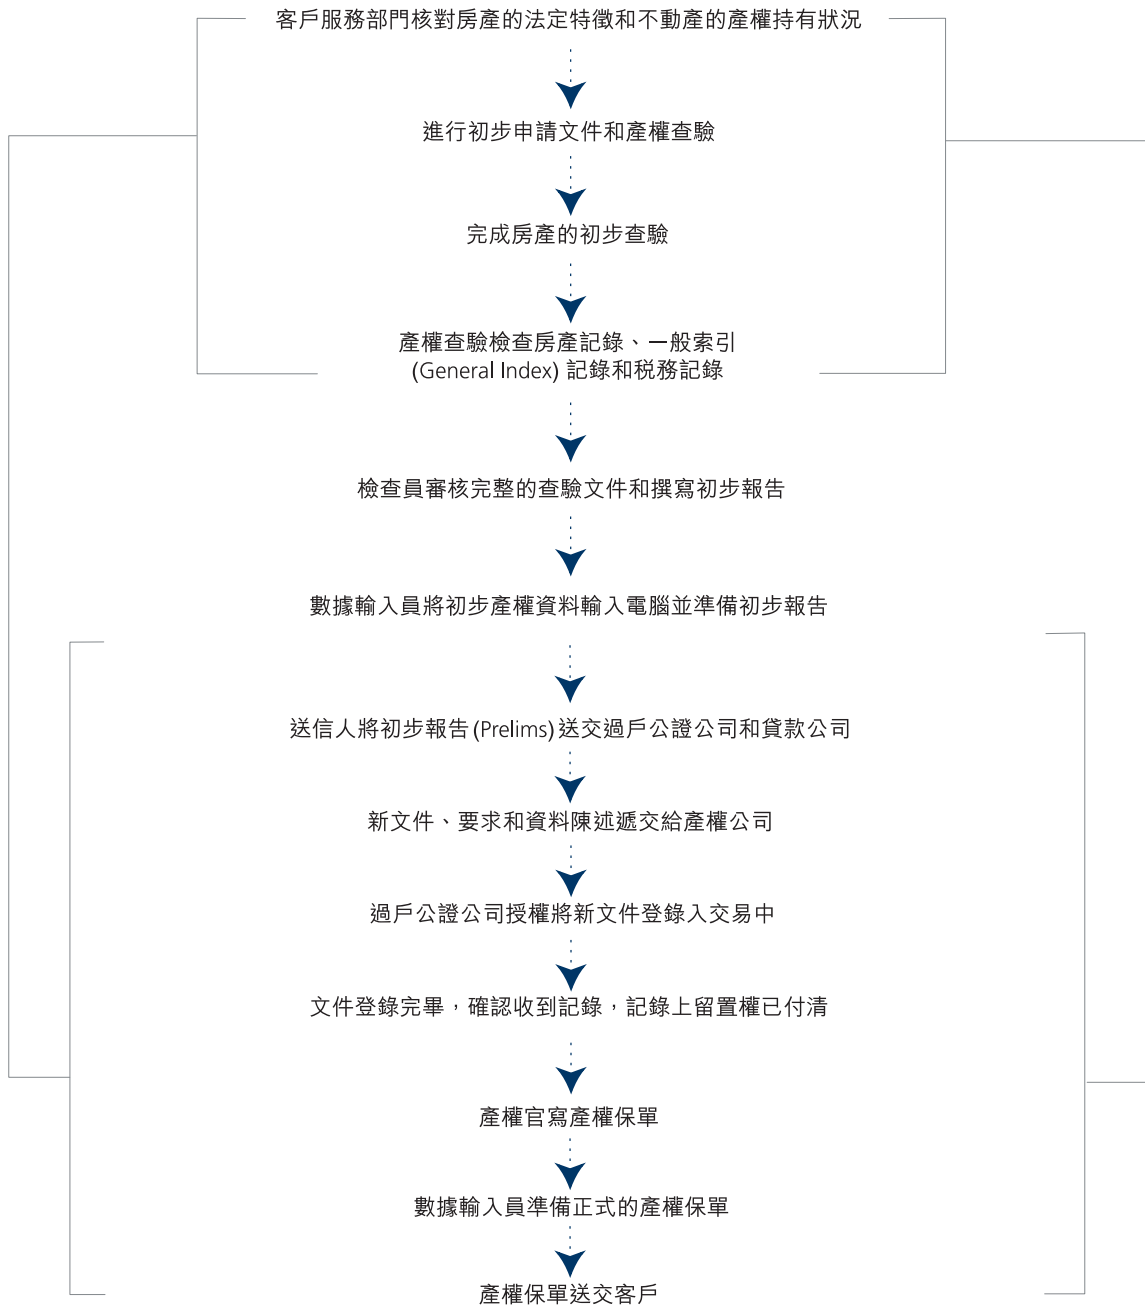 客戶服務部門核對房產的法定特徵和不動產的產權持有狀況
進行初步申請文件和產權查驗
完成房產的初步查驗
產權查驗檢查房產記錄、一般索引
(General Index) 記錄和稅務記錄
檢查員審核完整的查驗文件和撰寫初步報告
數據輸入員將初步產權資料輸入電腦並準備初步報告
送信人將初步報告(Prelims)送交過戶公證公司和貸款公司
新文件、要求和資料陳述遞交給產權公司
過戶公證公司授權將新文件登錄入交易中
文件登錄完畢，確認收到記錄，記錄上留置權已付清
產權官寫產權保單
數據輸入員準備正式的產權保單
產權保單送交客戶